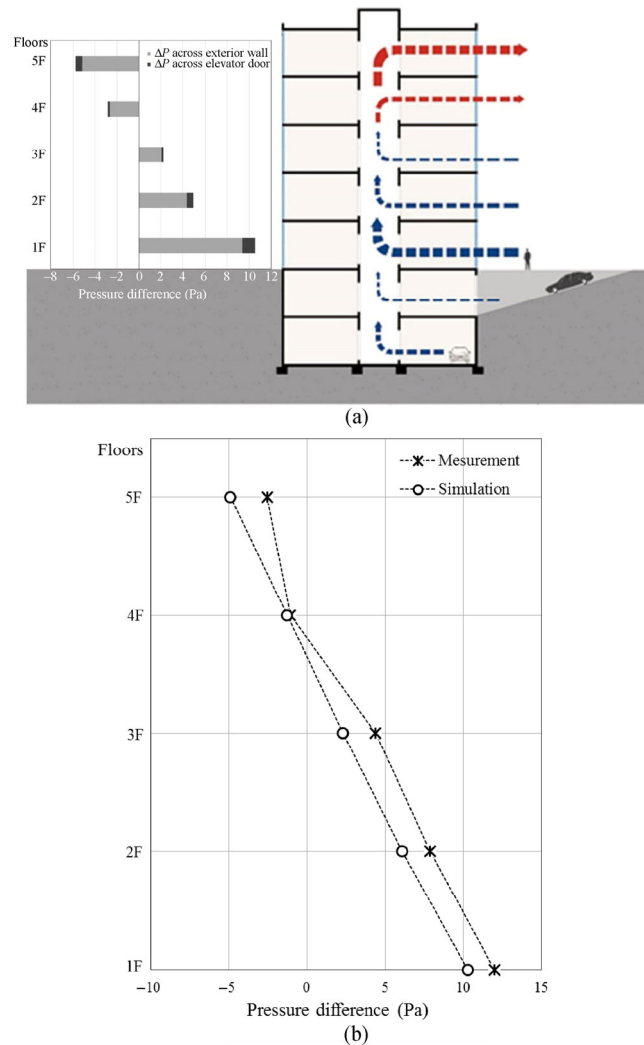 Floors
ΔP across exterior wall
ΔP across elevator door
5F
4F
3F
2F
1F
−8 −6 −4 −2 0 2 4 6 8 10 12
Pressure difference (Pa)
(a)
Floors
Mesurement
Simulation
5F
4F
3F
2F
1F
−10 −5 0 5 10 15
Pressure difference (Pa)
(b)